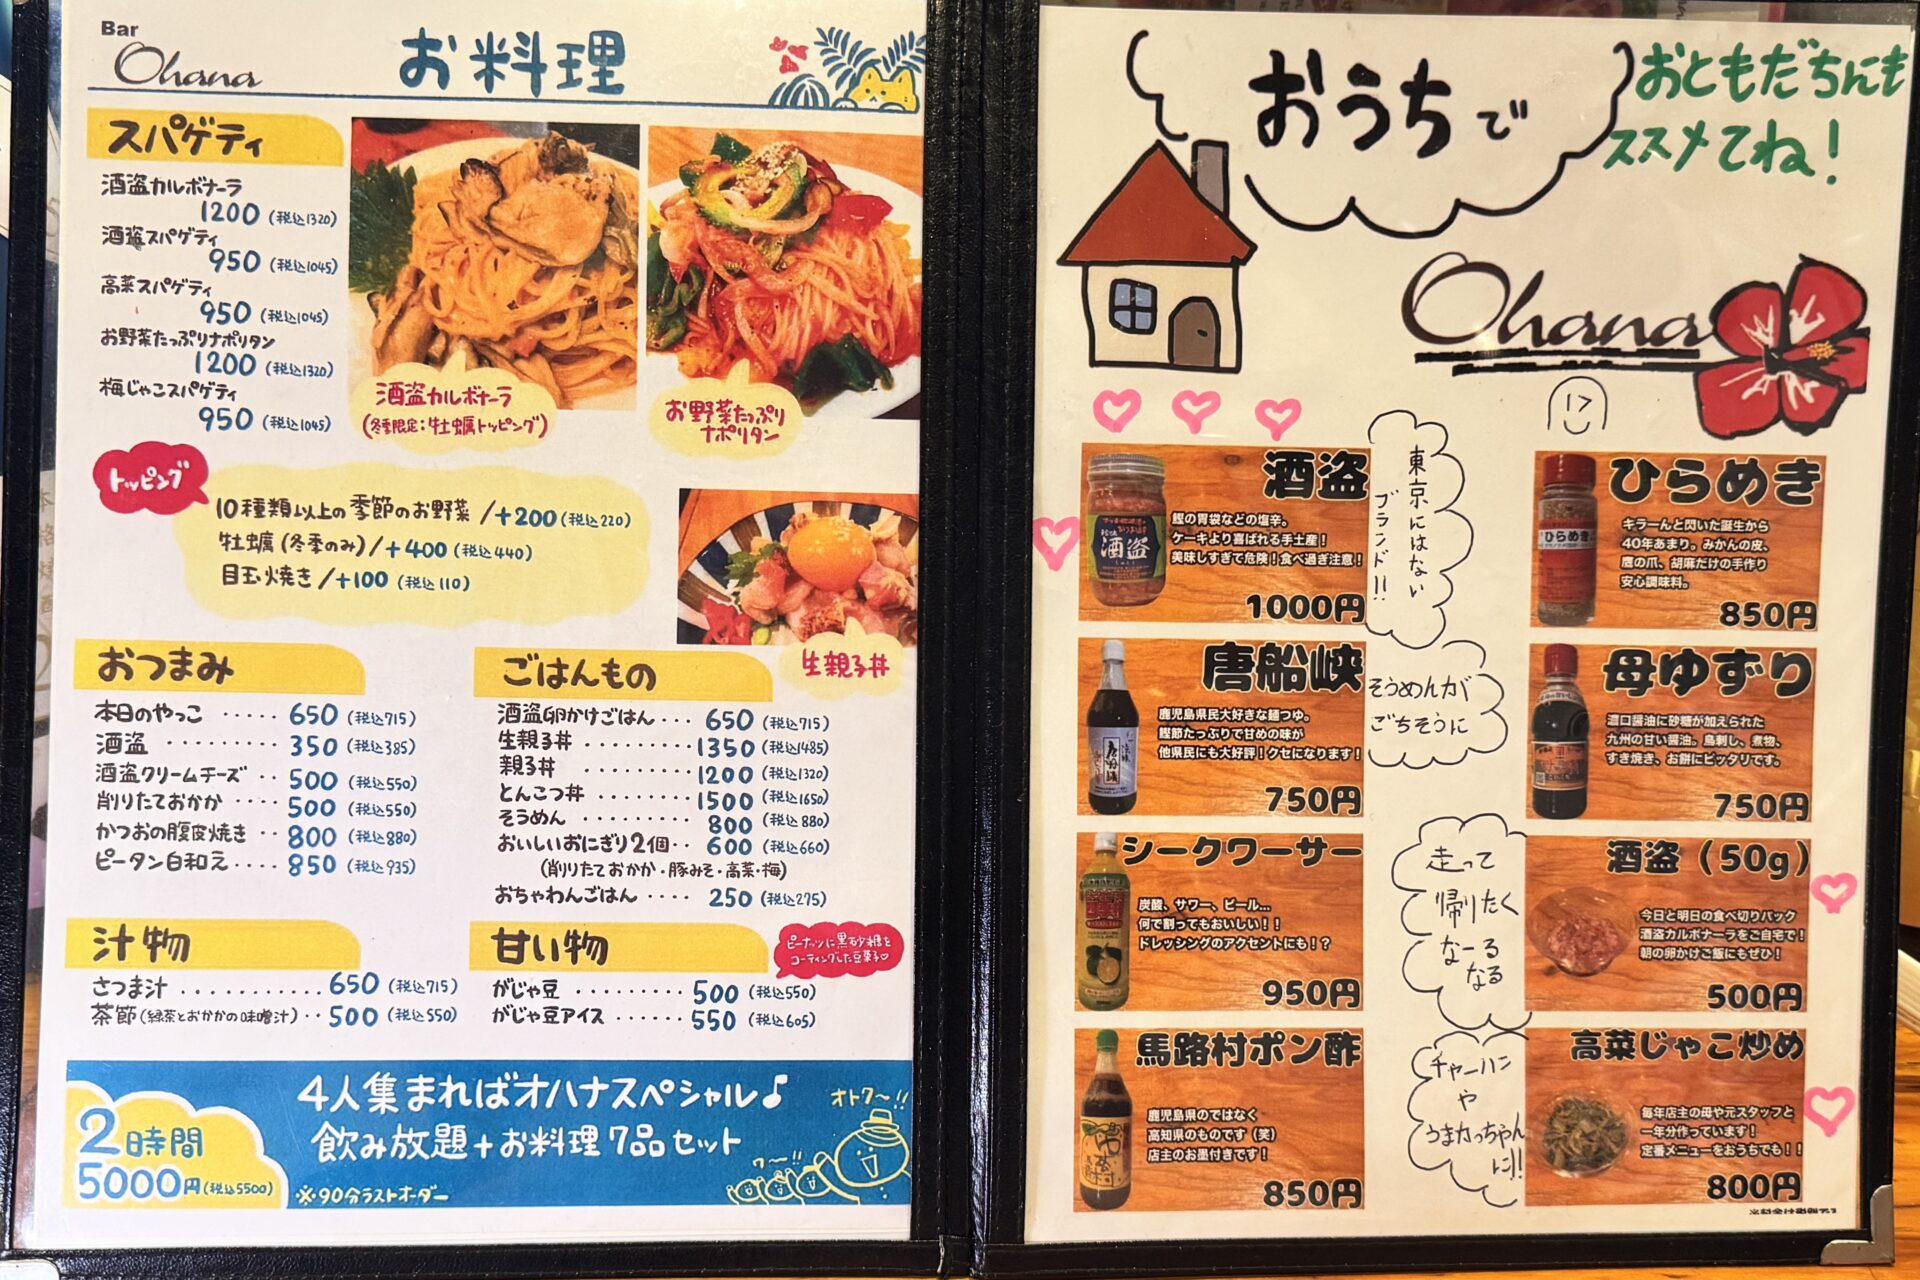 Bar
Ohana
お料理
スパゲティ
酒盗カルボナーラ
1200 (税込1320)
酒盗スパゲティ
950 (税込1045)
高菜スパゲティ
950 (税込1045)
お野菜たっぷりナポリタン
1200 (税込1320)
梅じゃこスパゲティ
950 (税込1045)
酒盗カルボナーラ
(冬季限定:牡蠣トッピング)
お野菜たっぷり
ナポリタン
トッピング
10種類以上の季節のお野菜/+200(税込220)
牡蠣(冬季のみ)/+400(税込440)
目玉焼き/+100(税込110)
生親子丼
おつまみ
本日のやっこ ‥‥‥ 650(税込715)
酒盗 ‥‥‥‥ 350(税込385)
酒盗クリームチーズ ‥ 500(税込550)
削りたておかか ‥‥ 500(税込550)
かつおの腹皮焼き ‥ 800(税込880)
ピータン白和え‥‥ 850(税込935)
ごはんもの
酒盗卵かけごはん‥‥ 650(税込715)
生親子丼 ‥‥‥‥ 1350(税込1485)
親子丼 ‥‥‥‥ 1200(税込1320)
とんこつ丼 ‥‥‥‥ 1500(税込1650)
そうめん ‥‥‥‥ 800(税込880)
おいしいおにぎり2個‥ 600(税込660)
(削りたておかか・豚みそ・高菜・梅)
おちゃわんごはん ‥‥ 250(税込275)
汁物
さつま汁 ‥‥‥‥‥ 650(税込715)
茶節(緑茶とおかかの味噌汁)‥ 500(税込550)
甘い物
ピーナッツに黒砂糖を
コーティングした豆菓子♡
がじゃ豆 ‥‥‥‥ 500(税込550)
がじゃ豆アイス ‥‥‥ 550(税込605)
2時間
5000円(税込5500)
4人集まればオハナスペシャル♪
飲み放題+お料理7品セット
※90分ラストオーダー
オトク〜!!
ワ〜!!
おうちで
おともだちにも
ススメてね!
Ohana
酒盗
鰹の胃袋などの塩辛。
ケーキより喜ばれる手土産!
美味しすぎて危険!食べ過ぎ注意!
1000円
東京にはない
ブランド!!
ひらめき
キラーんと閃いた誕生から
40年あまり。みかんの皮、
鷹の爪、胡麻だけの手作り
安心調味料。
850円
唐船峡
鹿児島県民大好きな麺つゆ。
鰹節たっぷりで甘めの味が
他県民にも大好評!クセになります!
750円
そうめんが
ごちそうに
母ゆずり
濃口醤油に砂糖が加えられた
九州の甘い醤油。鳥刺し、煮物、
すき焼き、お餅にピッタリです。
750円
シークワーサー
炭酸、サワー、ビール...
何で割ってもおいしい!!
ドレッシングのアクセントにも!?
950円
走って
帰りたく
なーる
なる
酒盗(50g)
今日と明日の食べ切りパック
酒盗カルボナーラをご自宅で!
朝の卵かけご飯にもぜひ!
500円
馬路村ポン酢
鹿児島県のではなく
高知県のものです(笑)
店主のお墨付きです!
850円
チャーハン
や
うまかっちゃん
に!!
高菜じゃこ炒め
毎年店主の母や元スタッフと
一年分作っています!
定番メニューをおうちでも!!
800円